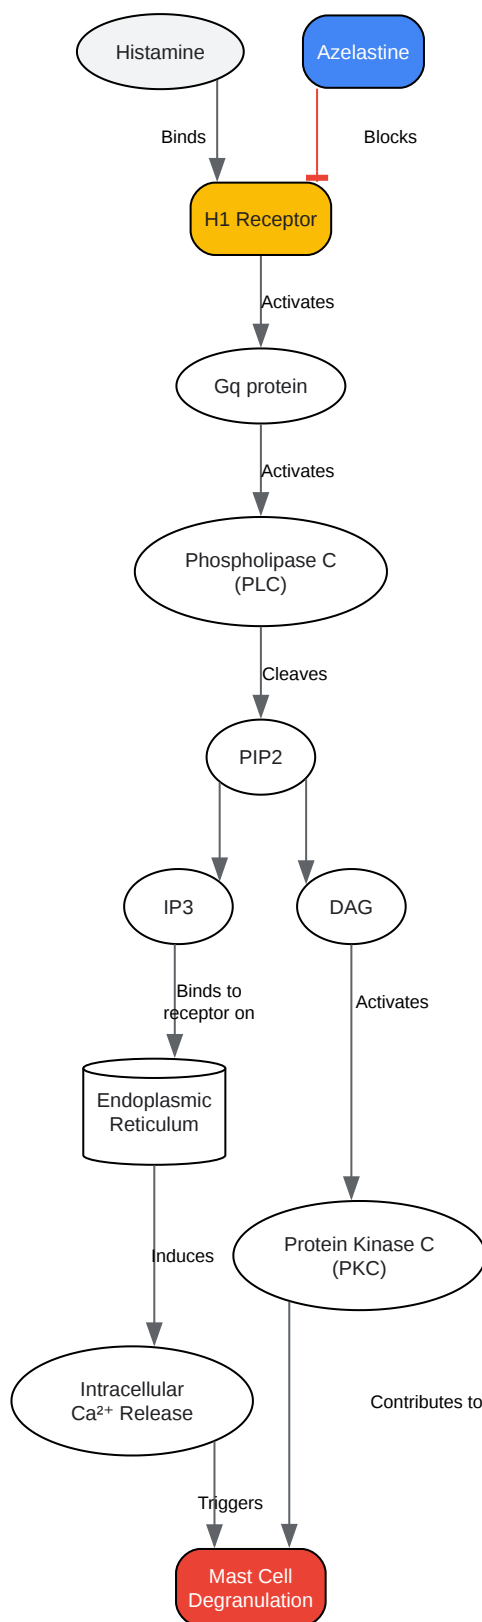 Histamine
Azelastine
Binds
Blocks
H1 Receptor
Activates
Gq protein
Activates
Phospholipase C
(PLC)
Cleaves
PIP2
IP3
DAG
Binds to
receptor on
Activates
Endoplasmic
Reticulum
Protein Kinase C
(PKC)
Induces
Intracellular
Ca²⁺ Release
Contributes to
Triggers
Mast Cell
Degranulation